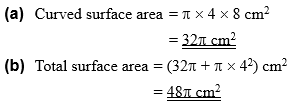 (a) Curved surface area = π × 4 × 8 cm²
= 32π cm²
(b) Total surface area = (32π + π × 4²) cm²
= 48π cm²